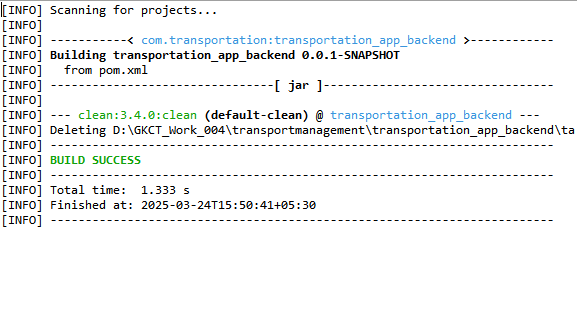 [INFO] Scanning for projects...
[INFO]
[INFO] -----------< com.transportation:transportation_app_backend >------------
[INFO] Building transportation_app_backend 0.0.1-SNAPSHOT
[INFO]   from pom.xml
[INFO] --------------------------------[ jar ]---------------------------------
[INFO]
[INFO] --- clean:3.4.0:clean (default-clean) @ transportation_app_backend ---
[INFO] Deleting D:\GKCT_Work_004\transportmanagement\transportation_app_backend\ta
[INFO] ------------------------------------------------------------------------
[INFO] BUILD SUCCESS
[INFO] ------------------------------------------------------------------------
[INFO] Total time:  1.333 s
[INFO] Finished at: 2025-03-24T15:50:41+05:30
[INFO] ------------------------------------------------------------------------